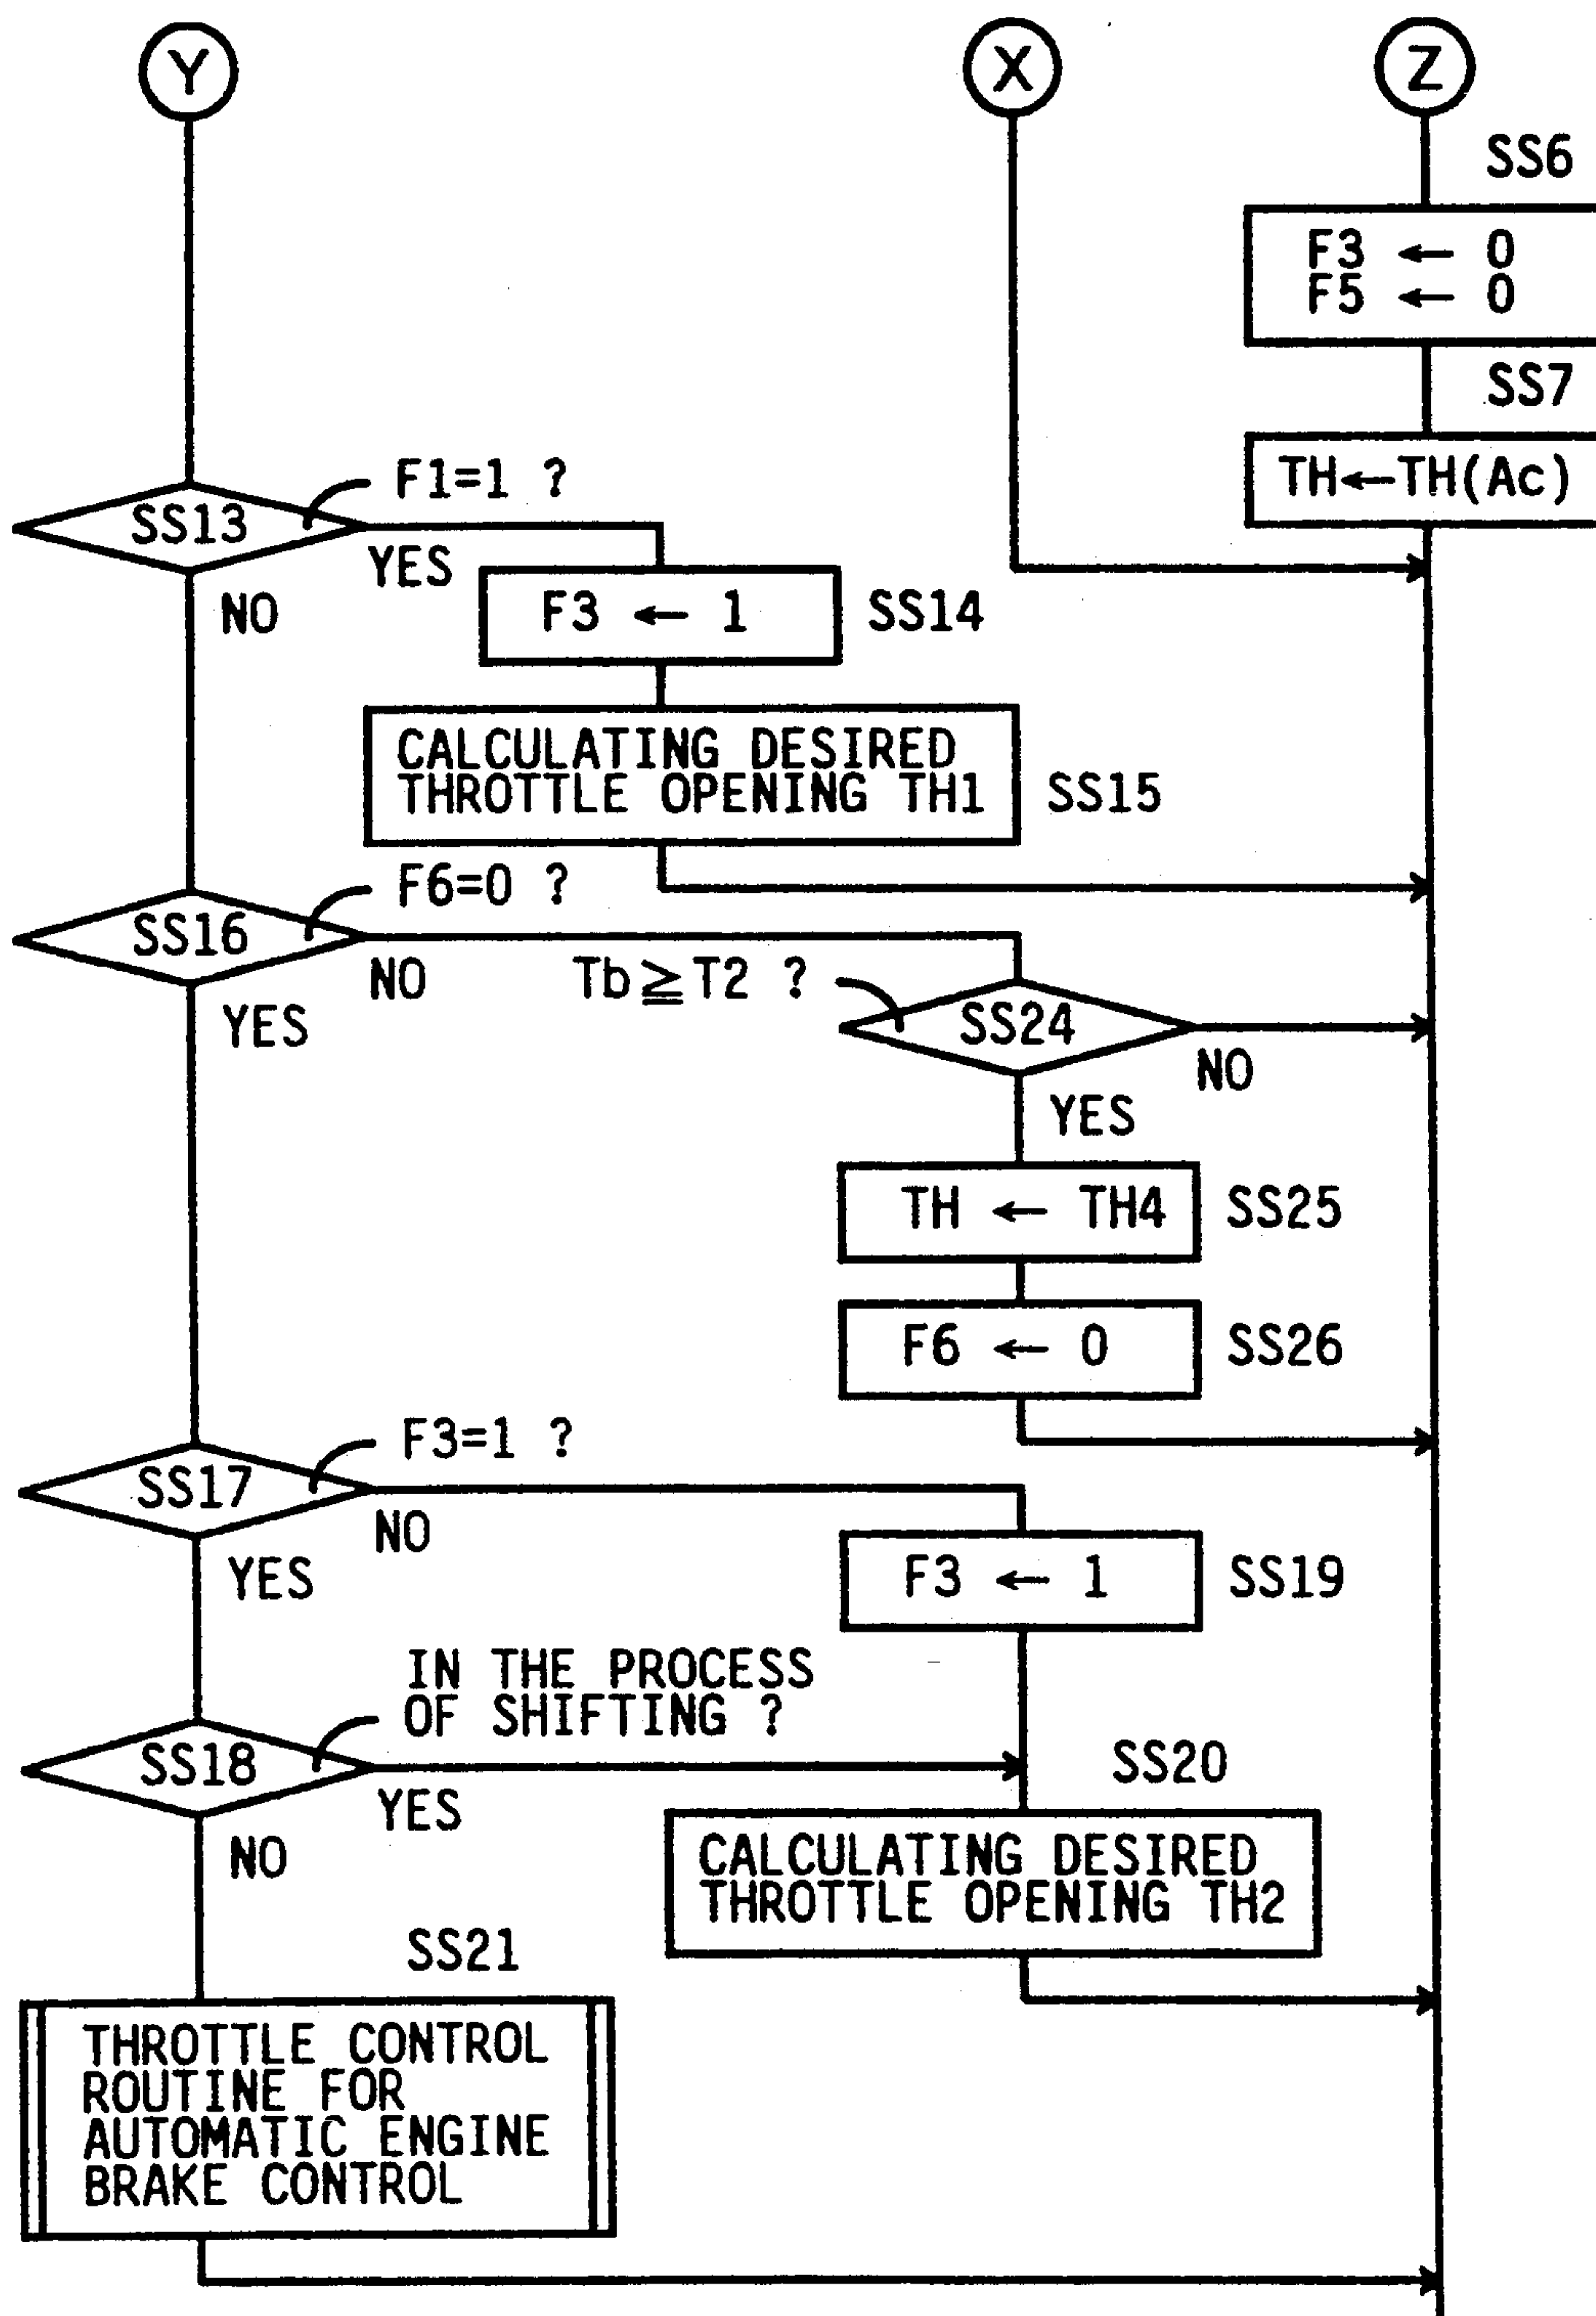 Y
X
Z
SS6
F3 ← 0
F5 ← 0
SS7
TH←TH(Ac)
F1=1 ?
SS13
YES
NO
F3 ← 1
SS14
CALCULATING DESIRED
THROTTLE OPENING TH1
SS15
F6=0 ?
SS16
NO
YES
Tb≧T2 ?
SS24
NO
YES
TH ← TH4
SS25
F6 ← 0
SS26
F3=1 ?
SS17
NO
YES
F3 ← 1
SS19
IN THE PROCESS
OF SHIFTING ?
SS18
YES
NO
SS20
CALCULATING DESIRED
THROTTLE OPENING TH2
SS21
THROTTLE CONTROL
ROUTINE FOR
AUTOMATIC ENGINE
BRAKE CONTROL